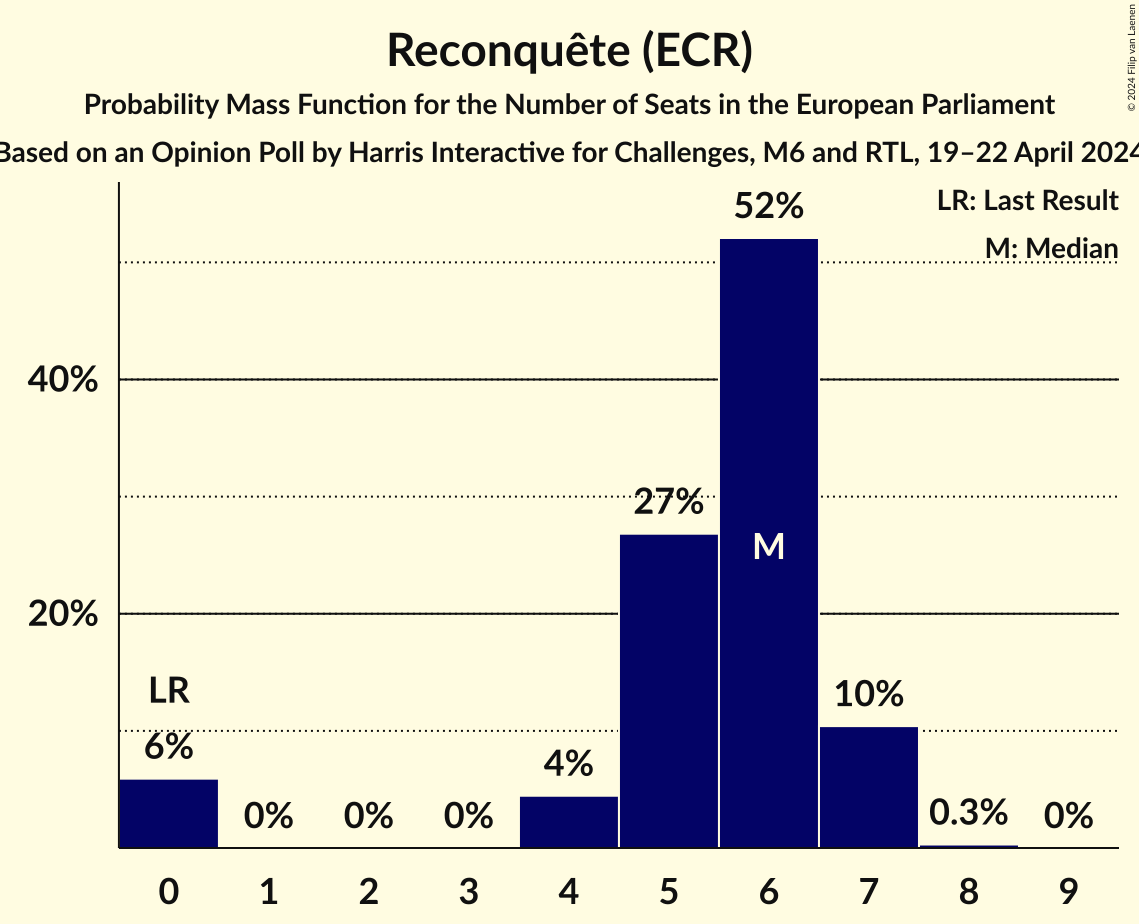 Reconquête (ECR)
Probability Mass Function for the Number of Seats in the European Parliament
Based on an Opinion Poll by Harris Interactive for Challenges, M6 and RTL, 19–22 April 2024
© 2024 Filip van Laenen
LR: Last Result
M: Median
52%
40%
27%
M
20%
LR
10%
6%
4%
0%
0%
0%
0.3%
0%
0
1
2
3
4
5
6
7
8
9